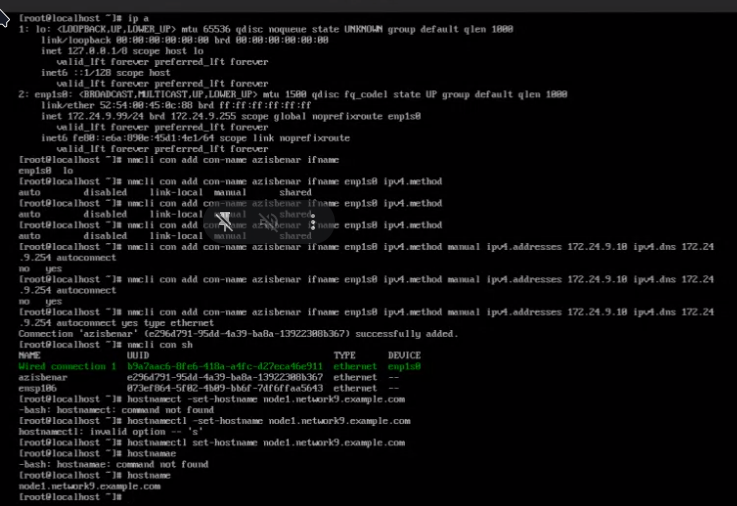 [root@localhost ~]# ip a
1: lo: <LOOPBACK,UP,LOWER_UP> mtu 65536 qdisc noqueue state UNKNOWN group default qlen 1000
link/loopback 00:00:00:00:00:00 brd 00:00:00:00:00:00
inet 127.0.0.1/8 scope host lo
valid_lft forever preferred_lft forever
inet6 ::1/128 scope host
valid_lft forever preferred_lft forever
2: enp1s0: <BROADCAST,MULTICAST,UP,LOWER_UP> mtu 1500 qdisc fq_codel state UP group default qlen 1000
link/ether 52:54:00:45:0c:88 brd ff:ff:ff:ff:ff:ff
inet 172.24.9.99/24 brd 172.24.9.255 scope global noprefixroute enp1s0
valid_lft forever preferred_lft forever
inet6 fe80::e6a:890e:45d1:4e1/64 scope link noprefixroute
valid_lft forever preferred_lft forever
[root@localhost ~]# nmcli con add con-name azisbenar ifname
enp1s0 lo
[root@localhost ~]# nmcli con add con-name azisbenar ifname enp1s0 ipv4.method
auto disabled link-local manual shared
[root@localhost ~]# nmcli con add con-name azisbenar ifname enp1s0 ipv4.method
auto disabled link-local manual shared
[root@localhost ~]# nmcli con add con-name azisbenar ifname enp1s0 ipv4.method
auto disabled link-local manual shared
[root@localhost ~]# nmcli con add con-name azisbenar ifname enp1s0 ipv4.method manual ipv4.addresses 172.24.9.10 ipv4.dns 172.24
.9.254 autoconnect
no yes
[root@localhost ~]# nmcli con add con-name azisbenar ifname enp1s0 ipv4.method manual ipv4.addresses 172.24.9.10 ipv4.dns 172.24
.9.254 autoconnect
no yes
[root@localhost ~]# nmcli con add con-name azisbenar ifname enp1s0 ipv4.method manual ipv4.addresses 172.24.9.10 ipv4.dns 172.24
.9.254 autoconnect yes type ethernet
Connection 'azisbenar' (e296d791-95dd-4a39-ba8a-13922308b367) successfully added.
[root@localhost ~]# nmcli con sh
NAME UUID TYPE DEVICE
Wired connection 1 b9a7aac6-8fe6-418a-a4fc-d27eca46e911 ethernet enp1s0
azisbenar e296d791-95dd-4a39-ba8a-13922308b367 ethernet --
ensp106 073ef864-5f02-4b09-bb6f-7df6ffaa5643 ethernet --
[root@localhost ~]# hostnamect -set-hostname node1.network9.example.com
-bash: hostnamect: command not found
[root@localhost ~]# hostnamectl -set-hostname node1.network9.example.com
hostnamectl: invalid option -- 's'
[root@localhost ~]# hostnamectl set-hostname node1.network9.example.com
[root@localhost ~]# hostnamae
-bash: hostnamae: command not found
[root@localhost ~]# hostname
node1.network9.example.com
[root@localhost ~]#